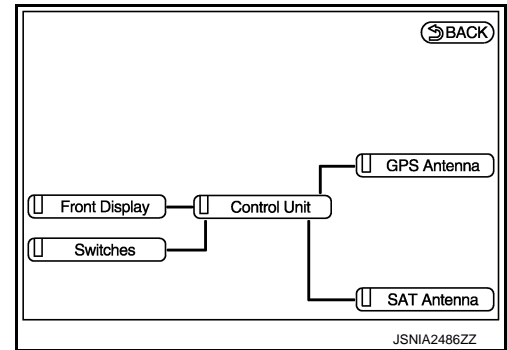 BACK
GPS Antenna
Front Display
Control Unit
Switches
SAT Antenna
JSNIA2486ZZ